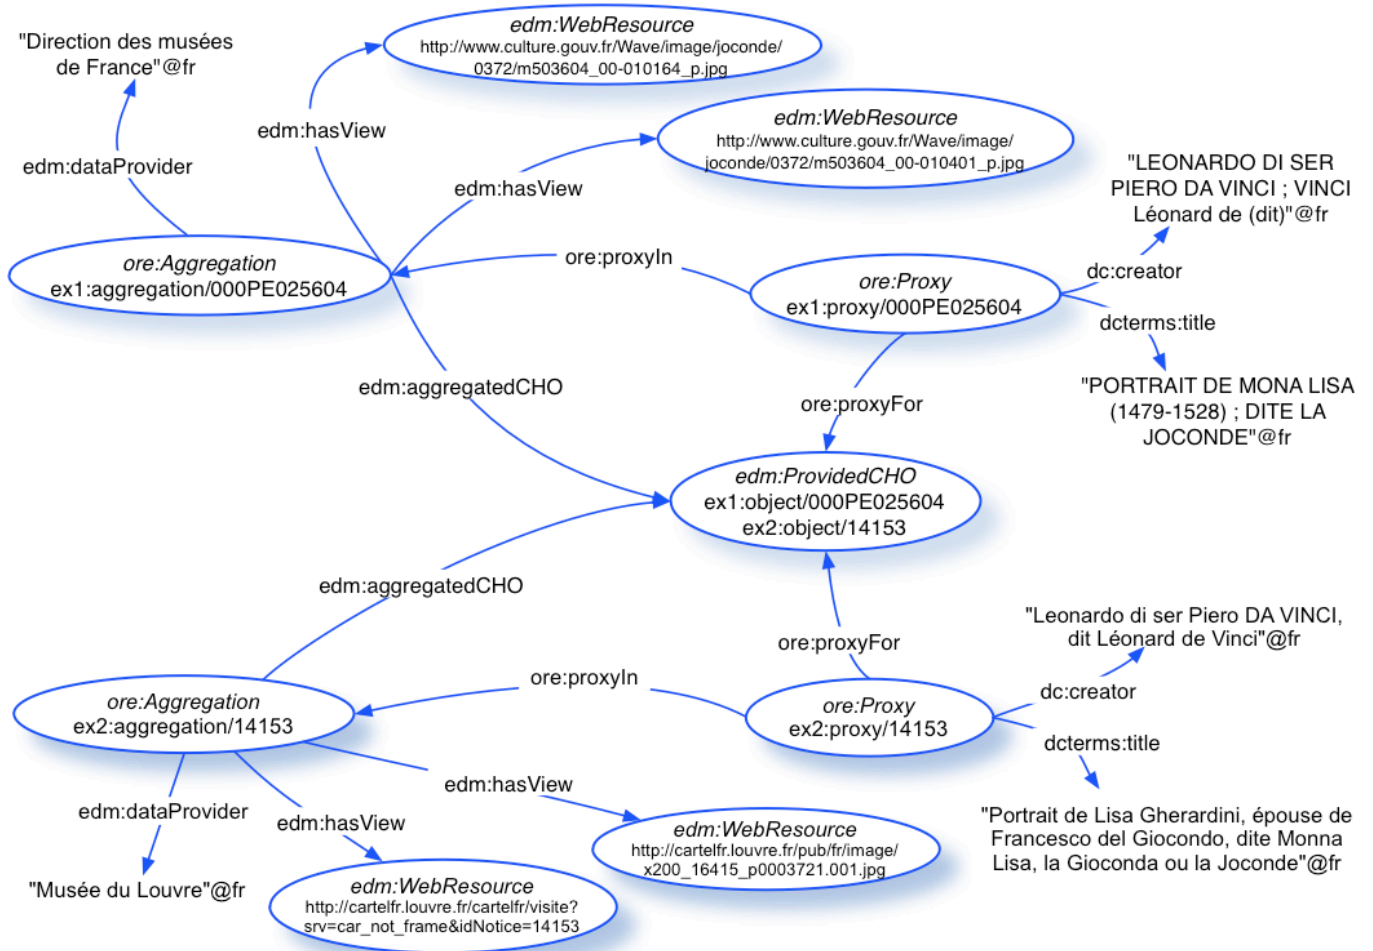 edm:WebResource
http://www.culture.gouv.fr/Wave/image/joconde/
0372/m503604_00-010164_p.jpg
"Direction des musées
de France"@fr
edm:hasView
edm:WebResource
http://www.culture.gouv.fr/Wave/image/
joconde/0372/m503604_00-010401_p.jpg
edm:dataProvider
edm:hasView
"LEONARDO DI SER
PIERO DA VINCI ; VINCI
Léonard de (dit)"@fr
ore:Aggregation
ex1:aggregation/000PE025604
ore:proxyIn
ore:Proxy
ex1:proxy/000PE025604
dc:creator
dcterms:title
edm:aggregatedCHO
ore:proxyFor
"PORTRAIT DE MONA LISA
(1479-1528) ; DITE LA
JOCONDE"@fr
edm:ProvidedCHO
ex1:object/000PE025604
ex2:object/14153
edm:aggregatedCHO
ore:proxyFor
"Leonardo di ser Piero DA VINCI,
dit Léonard de Vinci"@fr
ore:Aggregation
ex2:aggregation/14153
ore:proxyIn
ore:Proxy
ex2:proxy/14153
dc:creator
dcterms:title
edm:dataProvider
edm:hasView
edm:hasView
"Portrait de Lisa Gherardini, épouse de
Francesco del Giocondo, dite Monna
Lisa, la Gioconda ou la Joconde"@fr
edm:WebResource
http://cartelfr.louvre.fr/pub/fr/image/
x200_16415_p0003721.001.jpg
"Musée du Louvre"@fr
edm:WebResource
http://cartelfr.louvre.fr/cartelfr/visite?
srv=car_not_frame&idNotice=14153